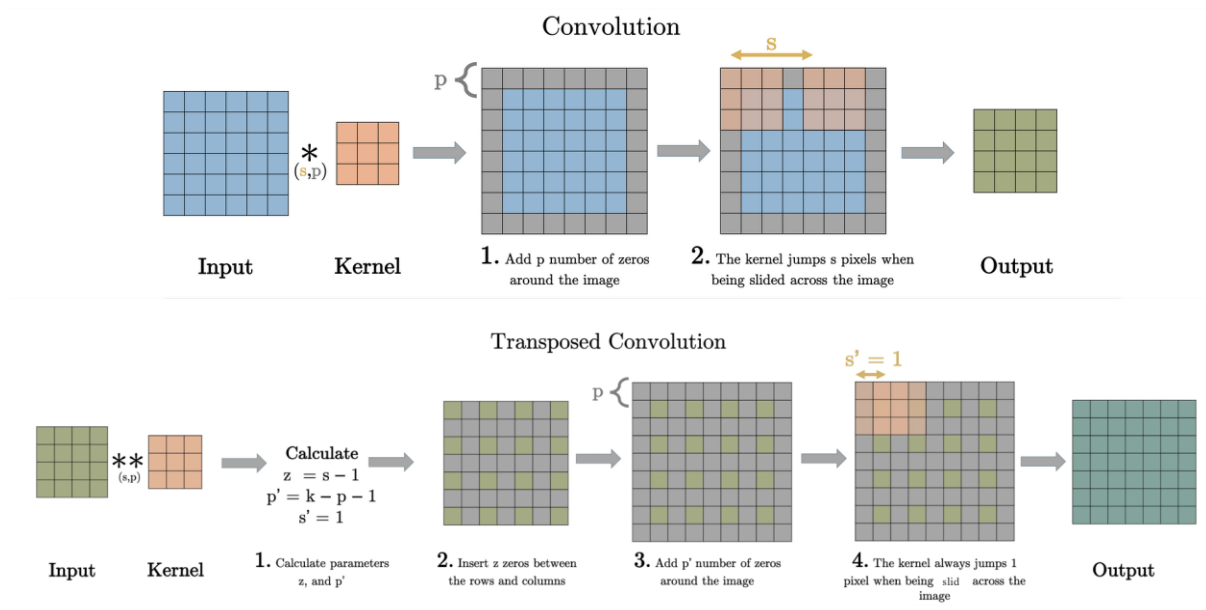 Convolution
s
p
*
(s,p)
Input
Kernel
1. Add p number of zeros
around the image
2. The kernel jumps s pixels when
being slided across the image
Output
Transposed Convolution
s' = 1
p
**
(s,p)
Calculate
z = s − 1
p' = k − p − 1
s' = 1
Input
Kernel
1. Calculate parameters
z, and p'
2. Insert z zeros between
the rows and columns
3. Add p' number of zeros
around the image
4. The kernel always jumps 1
pixel when being slid across the
image
Output